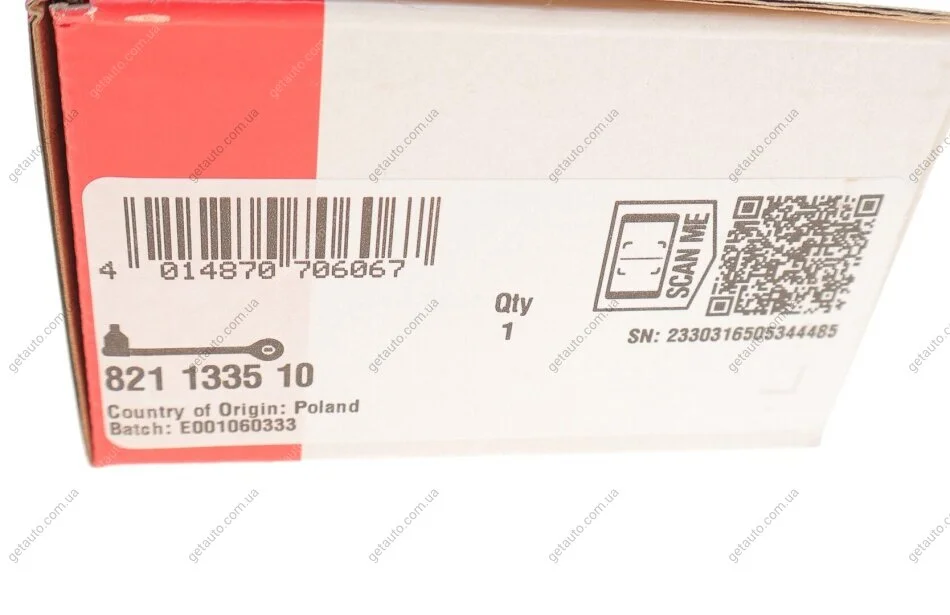 4 014870 706067
SCAN ME
Qty
1
SN: 2330316505344485
821 1335 10
Country of Origin: Poland
Batch: E001060333
getauto.com.ua